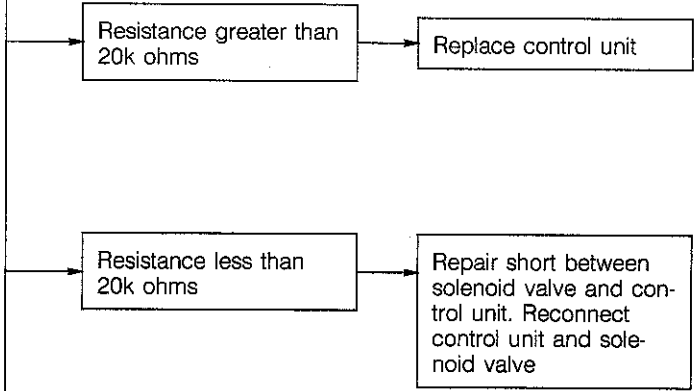 Resistance greater than
20k ohms
Replace control unit
Resistance less than
20k ohms
Repair short between
solenoid valve and con-
trol unit. Reconnect
control unit and sole-
noid valve